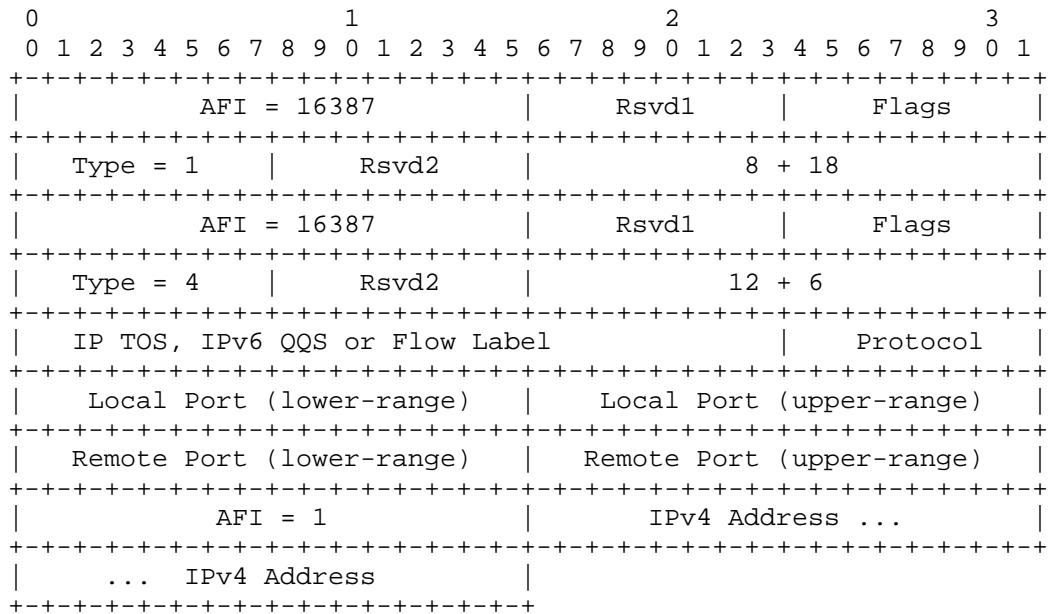 0                   1                   2                   3
 0 1 2 3 4 5 6 7 8 9 0 1 2 3 4 5 6 7 8 9 0 1 2 3 4 5 6 7 8 9 0 1
+-+-+-+-+-+-+-+-+-+-+-+-+-+-+-+-+-+-+-+-+-+-+-+-+-+-+-+-+-+-+-+-+
|           AFI = 16387         |     Rsvd1     |     Flags     |
+-+-+-+-+-+-+-+-+-+-+-+-+-+-+-+-+-+-+-+-+-+-+-+-+-+-+-+-+-+-+-+-+
|   Type = 1    |     Rsvd2     |             8 + 18            |
+-+-+-+-+-+-+-+-+-+-+-+-+-+-+-+-+-+-+-+-+-+-+-+-+-+-+-+-+-+-+-+-+
|           AFI = 16387         |     Rsvd1     |     Flags     |
+-+-+-+-+-+-+-+-+-+-+-+-+-+-+-+-+-+-+-+-+-+-+-+-+-+-+-+-+-+-+-+-+
|   Type = 4    |     Rsvd2     |            12 + 6             |
+-+-+-+-+-+-+-+-+-+-+-+-+-+-+-+-+-+-+-+-+-+-+-+-+-+-+-+-+-+-+-+-+
|   IP TOS, IPv6 QQS or Flow Label              |    Protocol   |
+-+-+-+-+-+-+-+-+-+-+-+-+-+-+-+-+-+-+-+-+-+-+-+-+-+-+-+-+-+-+-+-+
|    Local Port (lower-range)   |    Local Port (upper-range)   |
+-+-+-+-+-+-+-+-+-+-+-+-+-+-+-+-+-+-+-+-+-+-+-+-+-+-+-+-+-+-+-+-+
|   Remote Port (lower-range)   |   Remote Port (upper-range)   |
+-+-+-+-+-+-+-+-+-+-+-+-+-+-+-+-+-+-+-+-+-+-+-+-+-+-+-+-+-+-+-+-+
|            AFI = 1            |       IPv4 Address ...        |
+-+-+-+-+-+-+-+-+-+-+-+-+-+-+-+-+-+-+-+-+-+-+-+-+-+-+-+-+-+-+-+-+
|     ...  IPv4 Address         |
+-+-+-+-+-+-+-+-+-+-+-+-+-+-+-+-+